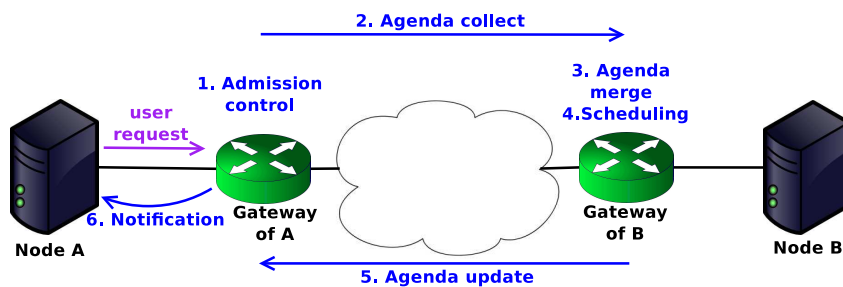 2. Agenda collect
1. Admission
control
3. Agenda
merge
4.Scheduling
user
request
6. Notification
Gateway
of A
Gateway
of B
Node A
Node B
5. Agenda update